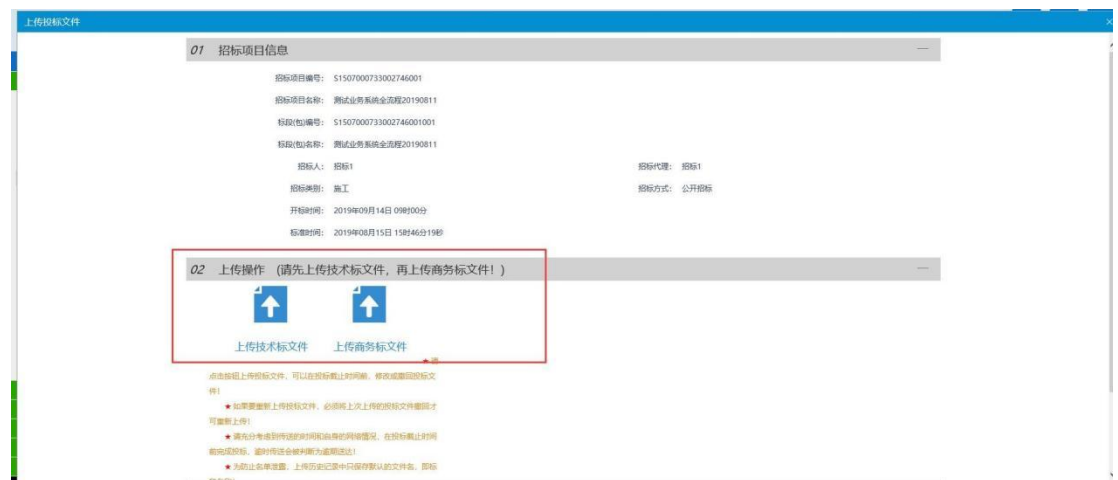 上传投标文件
01 招标项目信息
招标项目编号： S1507000733002746001
招标项目名称： 测试业务系统全流程20190811
标段(包)编号： S1507000733002746001001
标段(包)名称： 测试业务系统全流程20190811
招标人： 招标1 招标代理： 招标1
招标类别： 施工 招标方式： 公开招标
开标时间： 2019年09月14日 09时00分
标准时间： 2019年08月15日 15时46分19秒
02 上传操作 (请先上传技术标文件，再上传商务标文件！)
上传技术标文件 上传商务标文件
★ 请
点击按钮上传投标文件，可以在投标截止时间前，修改或撤回投标文
件！
★ 如果要重新上传投标文件，必须将上次上传的投标文件撤回才
可重新上传！
★ 请充分考虑到传送的时间和自身的网络情况，在投标截止时间
前完成投标，逾时传送会被判断为逾期送达！
★ 为防止名单泄露，上传历史记录中只保存默认的文件名，即标